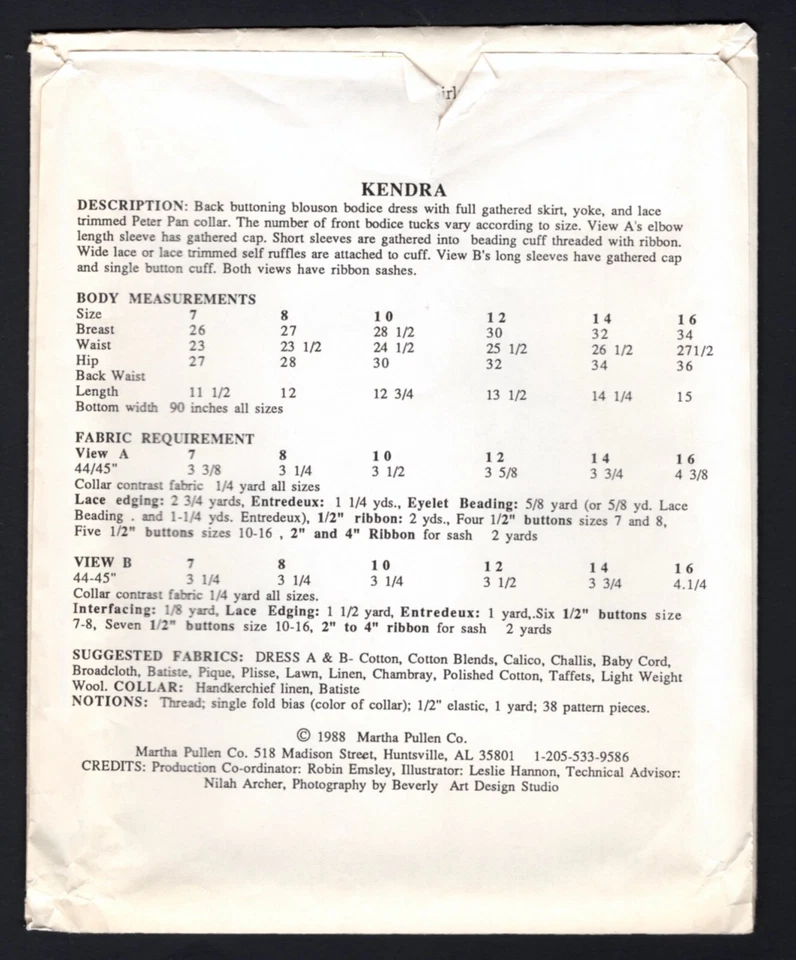 irl
KENDRA
DESCRIPTION: Back buttoning blouson bodice dress with full gathered skirt, yoke, and lace
trimmed Peter Pan collar. The number of front bodice tucks vary according to size. View A's elbow
length sleeve has gathered cap. Short sleeves are gathered into beading cuff threaded with ribbon.
Wide lace or lace trimmed self ruffles are attached to cuff. View B's long sleeves have gathered cap
and single button cuff. Both views have ribbon sashes.
BODY MEASUREMENTS
Size 7 8 10 12 14 16
Breast 26 27 28 1/2 30 32 34
Waist 23 23 1/2 24 1/2 25 1/2 26 1/2 271/2
Hip 27 28 30 32 34 36
Back Waist
Length 11 1/2 12 12 3/4 13 1/2 14 1/4 15
Bottom width 90 inches all sizes
FABRIC REQUIREMENT
View A 7 8 10 12 14 16
44/45" 3 3/8 3 1/4 3 1/2 3 5/8 3 3/4 4 3/8
Collar contrast fabric 1/4 yard all sizes
Lace edging: 2 3/4 yards, Entredeux: 1 1/4 yds., Eyelet Beading: 5/8 yard (or 5/8 yd. Lace
Beading . and 1-1/4 yds. Entredeux), 1/2" ribbon: 2 yds., Four 1/2" buttons sizes 7 and 8,
Five 1/2" buttons sizes 10-16 , 2" and 4" Ribbon for sash 2 yards
VIEW B 7 8 10 12 14 16
44-45" 3 1/4 3 1/4 3 1/4 3 1/2 3 3/4 4.1/4
Collar contrast fabric 1/4 yard all sizes.
Interfacing: 1/8 yard, Lace Edging: 1 1/2 yard, Entredeux: 1 yard,.Six 1/2" buttons size
7-8, Seven 1/2" buttons size 10-16, 2" to 4" ribbon for sash 2 yards
SUGGESTED FABRICS: DRESS A & B- Cotton, Cotton Blends, Calico, Challis, Baby Cord,
Broadcloth, Batiste, Pique, Plisse, Lawn, Linen, Chambray, Polished Cotton, Taffets, Light Weight
Wool. COLLAR: Handkerchief linen, Batiste
NOTIONS: Thread; single fold bias (color of collar); 1/2" elastic, 1 yard; 38 pattern pieces.
© 1988 Martha Pullen Co.
Martha Pullen Co. 518 Madison Street, Huntsville, AL 35801 1-205-533-9586
CREDITS: Production Co-ordinator: Robin Emsley, Illustrator: Leslie Hannon, Technical Advisor:
Nilah Archer, Photography by Beverly Art Design Studio